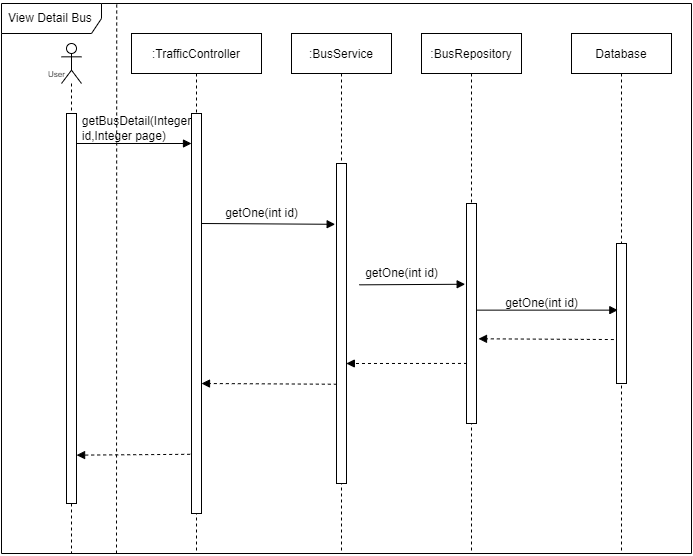 View Detail Bus
User
:TrafficController
:BusService
:BusRepository
Database
getBusDetail(Integer
id,Integer page)
getOne(int id)
getOne(int id)
getOne(int id)